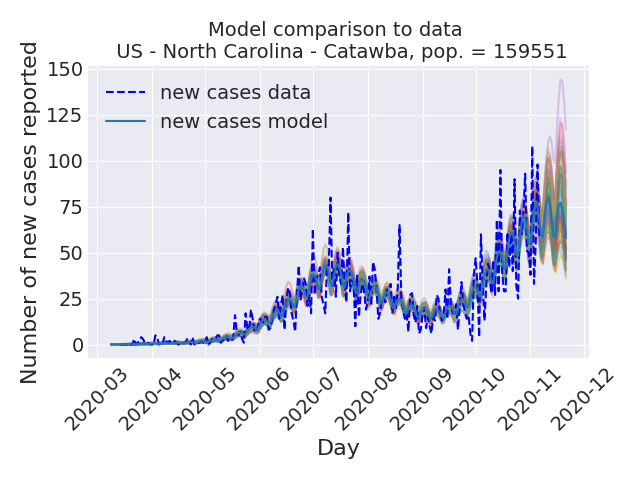 Model comparison to data
US - North Carolina - Catawba, pop. = 159551
Number of new cases reported
150
125
100
75
50
25
0
new cases data
new cases model
2020-03
2020-04
2020-05
2020-06
2020-07
2020-08
2020-09
2020-10
2020-11
2020-12
Day